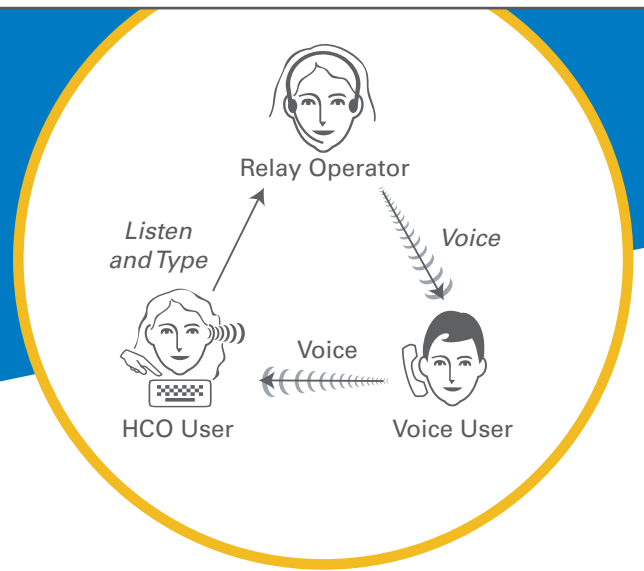 Relay Operator
Listen
and Type
Voice
Voice
HCO User
Voice User